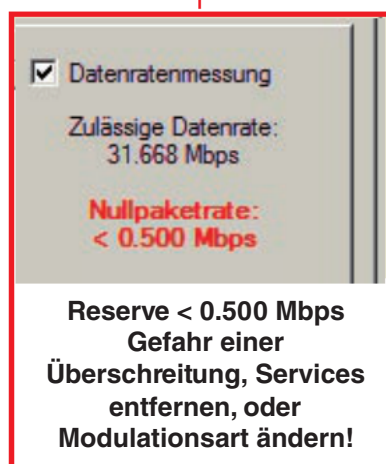 Datenratenmessung
Zulässige Datenrate:
31.668 Mbps
Nullpaketrate:
< 0.500 Mbps
Reserve < 0.500 Mbps
Gefahr einer
Überschreitung, Services
entfernen, oder
Modulationsart ändern!